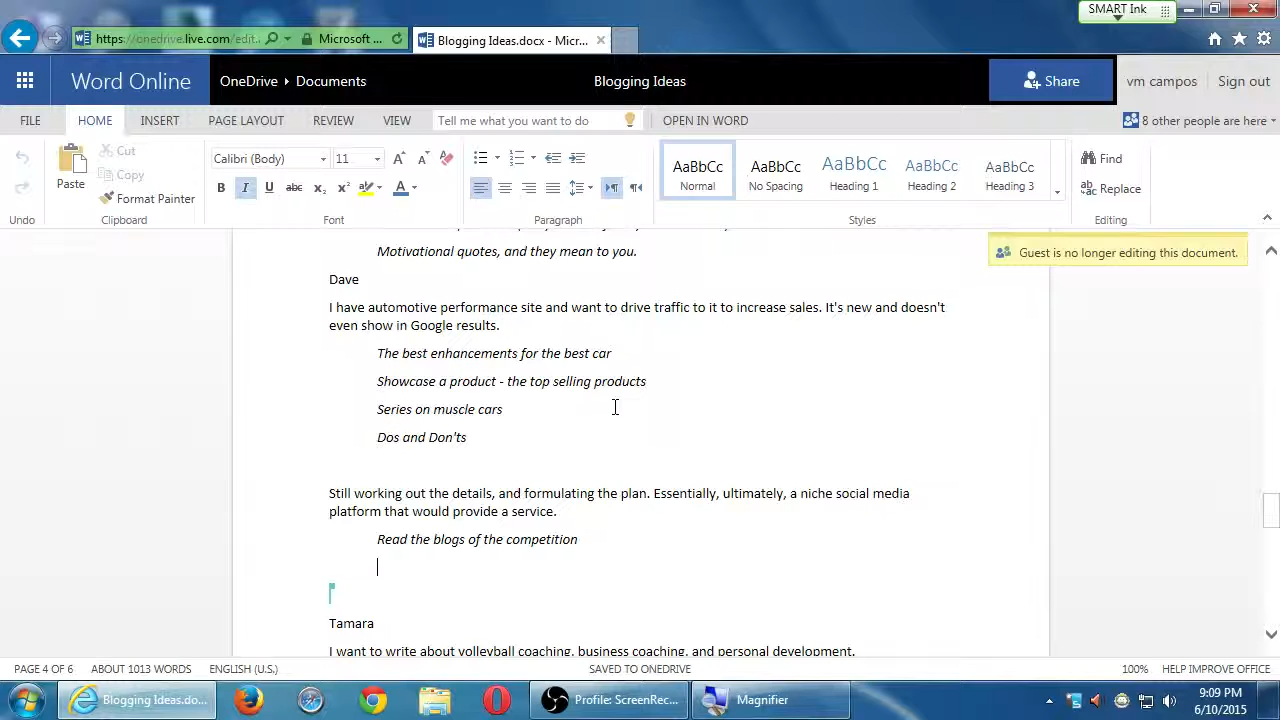 SMART Ink
https://onedrive.live.com/edit. Microsoft ... Blogging Ideas.docx - Micr...
Word Online OneDrive Documents Blogging Ideas Share vm campos Sign out
FILE HOME INSERT PAGE LAYOUT REVIEW VIEW Tell me what you want to do OPEN IN WORD 8 other people are here
Paste Cut Copy Format Painter
Calibri (Body) 11
B I U abc x₂ x² A
AaBbCc Normal
AaBbCc No Spacing
AaBbCc Heading 1
AaBbCc Heading 2
AaBbCc Heading 3
Find
Replace
Undo Clipboard Font Paragraph Styles Editing
Guest is no longer editing this document.
Motivational quotes, and they mean to you.
Dave
I have automotive performance site and want to drive traffic to it to increase sales. It's new and doesn't
even show in Google results.
The best enhancements for the best car
Showcase a product - the top selling products
Series on muscle cars
Dos and Don'ts
Still working out the details, and formulating the plan. Essentially, ultimately, a niche social media
platform that would provide a service.
Read the blogs of the competition
Tamara
I want to write about volleyball coaching, business coaching, and personal development.
PAGE 4 OF 6 ABOUT 1013 WORDS ENGLISH (U.S.) SAVED TO ONEDRIVE 100% HELP IMPROVE OFFICE
Blogging Ideas.do... Profile: ScreenRec... Magnifier
9:09 PM
6/10/2015